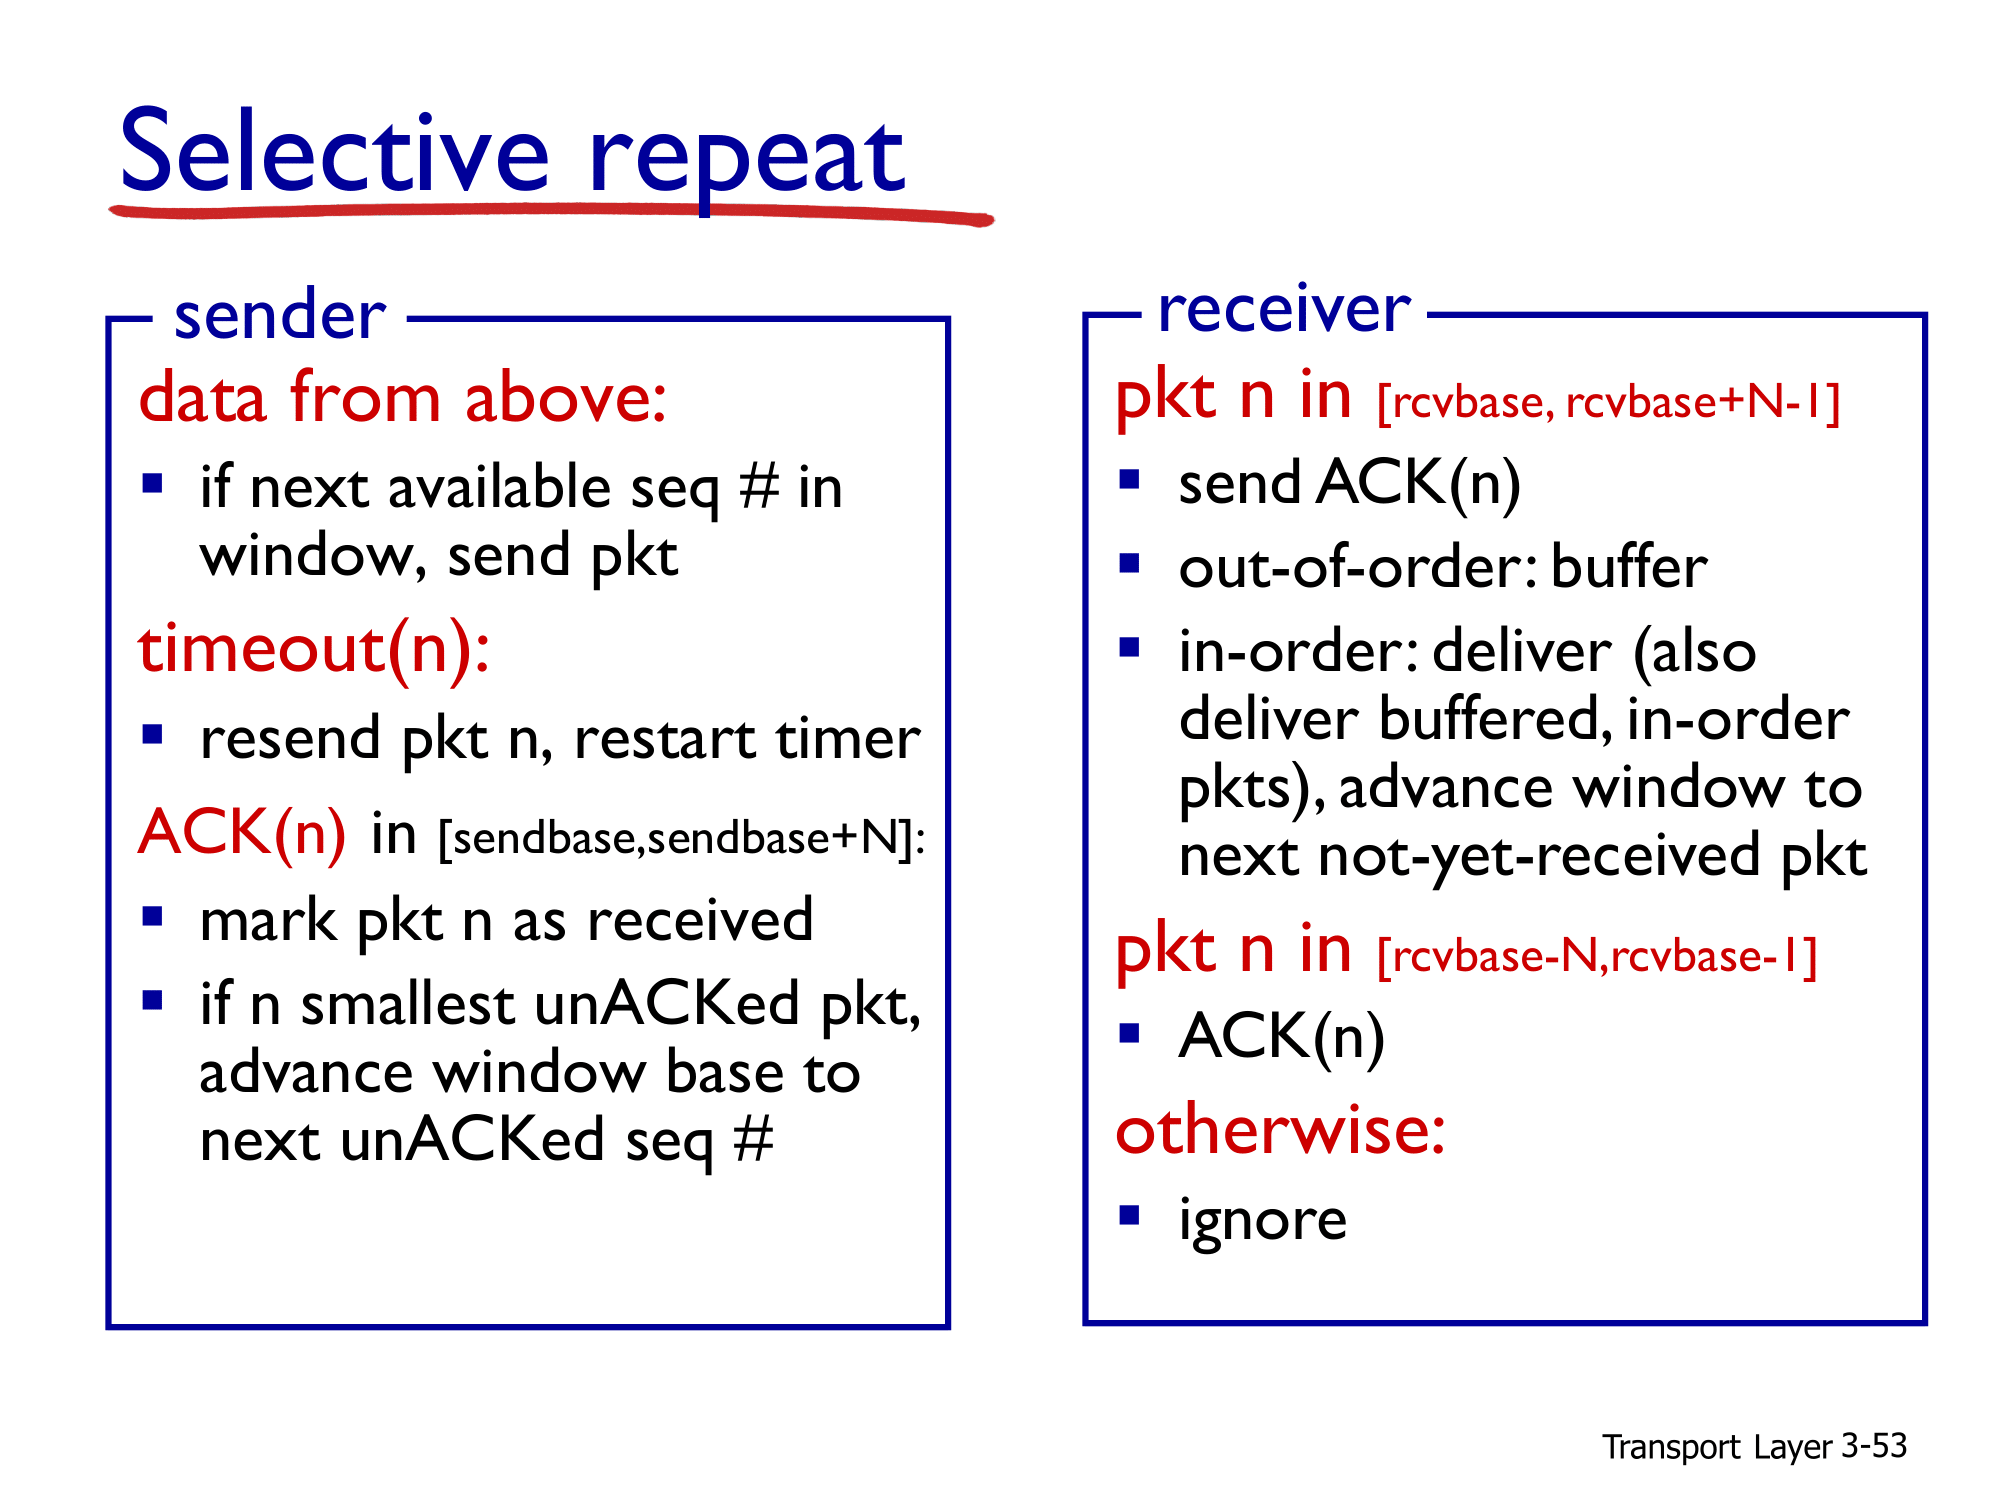 Selective repeat
sender
data from above:
▪ if next available seq # in
window, send pkt
timeout(n):
▪ resend pkt n, restart timer
ACK(n) in [sendbase,sendbase+N]:
▪ mark pkt n as received
▪ if n smallest unACKed pkt,
advance window base to
next unACKed seq #
receiver
pkt n in [rcvbase, rcvbase+N-1]
▪ send ACK(n)
▪ out-of-order: buffer
▪ in-order: deliver (also
deliver buffered, in-order
pkts), advance window to
next not-yet-received pkt
pkt n in [rcvbase-N,rcvbase-1]
▪ ACK(n)
otherwise:
▪ ignore
Transport Layer 3-53